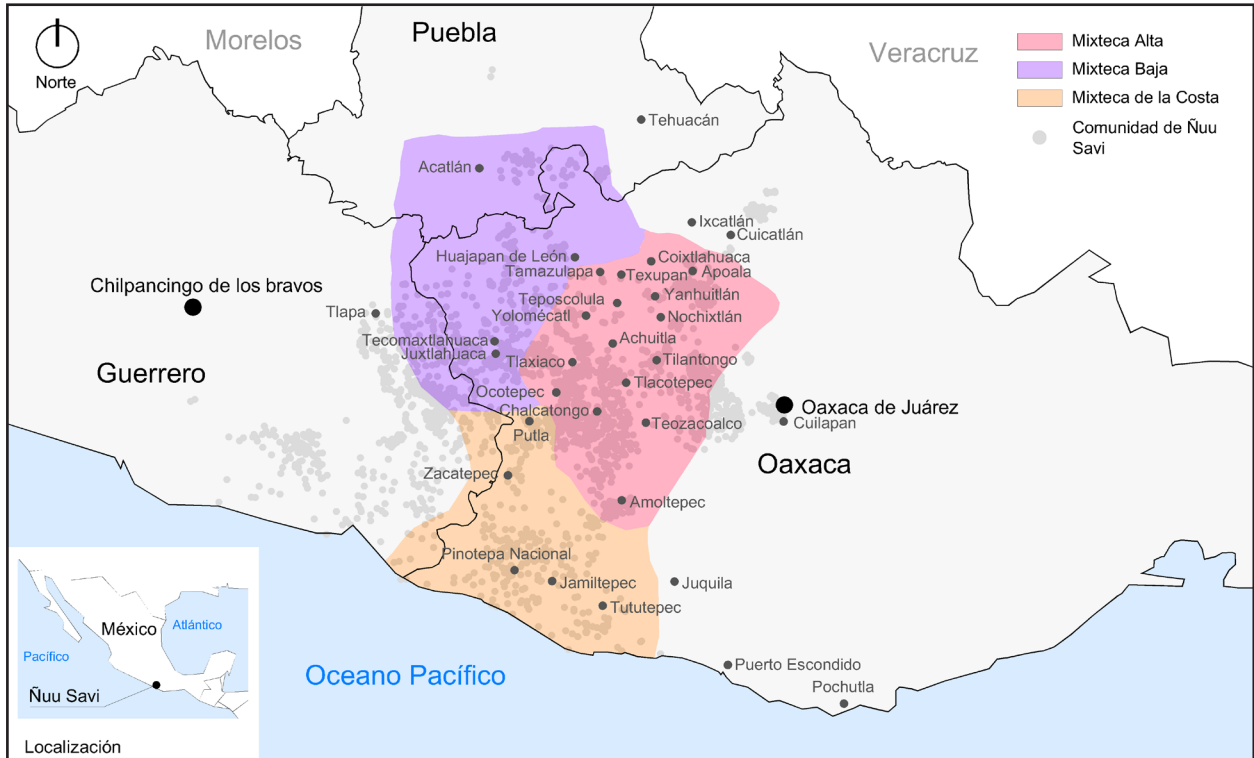 Morelos
Puebla
Veracruz
Norte
Mixteca Alta
Mixteca Baja
Mixteca de la Costa
Comunidad de Ñuu
Savi
Tehuacán
Acatlán
Ixcatlán
Cuicatlán
Huajapan de León
Coixtlahuaca
Tamazulapa
Texupan
Apoala
Chilpancingo de los bravos
Teposcolula
Yanhuitlán
Tlapa
Yolomécatl
Nochixtlán
Tecomaxtlahuaca
Achuitla
Juxtlahuaca
Tlaxiaco
Tilantongo
Guerrero
Tlacotepec
Ocotepec
Chalcatongo
Oaxaca de Juárez
Putla
Teozacoalco
Cuilapan
Oaxaca
Zacatepec
Amoltepec
Pinotepa Nacional
Jamiltepec
Juquila
Tututepec
Puerto Escondido
Pochutla
Oceano Pacífico
México
Atlántico
Pacífico
Ñuu Savi
Localización